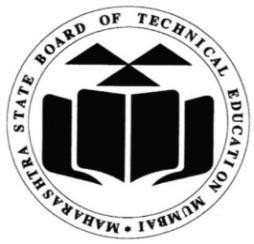 MAHARASHTRA STATE BOARD OF TECHNICAL EDUCATION MUMBAI *